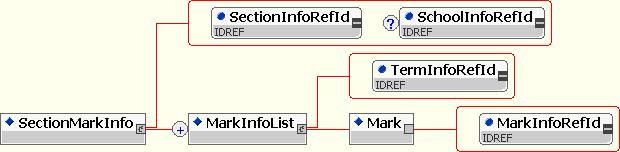 SectionInfoRefId
IDREF
? SchoolInfoRefId
IDREF
TermInfoRefId
IDREF
SectionMarkInfo
e
+
MarkInfoList
e
Mark
MarkInfoRefId
IDREF